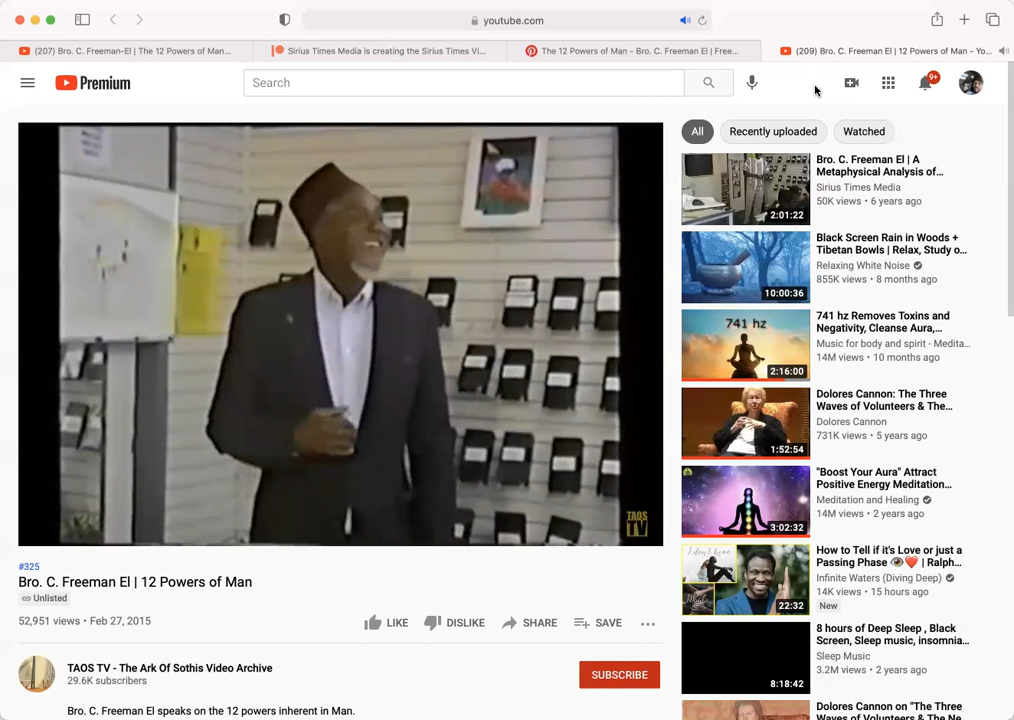 youtube.com
(207) Bro. C. Freeman-El | The 12 Powers of Man...
Sirius Times Media is creating the Sirius Times Vi...
The 12 Powers of Man - Bro. C. Freeman El | Free...
(209) Bro. C. Freeman El | 12 Powers of Man - Yo...
Premium
Search
9+
All
Recently uploaded
Watched
Bro. C. Freeman El | A
Metaphysical Analysis of…
Sirius Times Media
50K views • 6 years ago
2:01:22
Black Screen Rain in Woods +
Tibetan Bowls | Relax, Study o…
Relaxing White Noise
855K views • 8 months ago
10:00:36
741 hz
741 hz Removes Toxins and
Negativity, Cleanse Aura,…
Music for body and spirit - Medita…
14M views • 10 months ago
2:16:00
Dolores Cannon: The Three
Waves of Volunteers & The…
Dolores Cannon
731K views • 5 years ago
1:52:54
"Boost Your Aura" Attract
Positive Energy Meditation…
Meditation and Healing
14M views • 2 years ago
3:02:32
How to Tell if it's Love or just a
Passing Phase 👁❤️ | Ralph…
Infinite Waters (Diving Deep)
14K views • 15 hours ago
New
22:32
8 hours of Deep Sleep , Black
Screen, Sleep music, insomnia…
Sleep Music
3.2M views • 2 years ago
8:18:42
Dolores Cannon on "The Three
Waves of Volunteers & The Ne
TAOS
TV
#325
Bro. C. Freeman El | 12 Powers of Man
Unlisted
52,951 views • Feb 27, 2015
LIKE
DISLIKE
SHARE
SAVE
TAOS TV - The Ark Of Sothis Video Archive
29.6K subscribers
SUBSCRIBE
Bro. C. Freeman El speaks on the 12 powers inherent in Man.